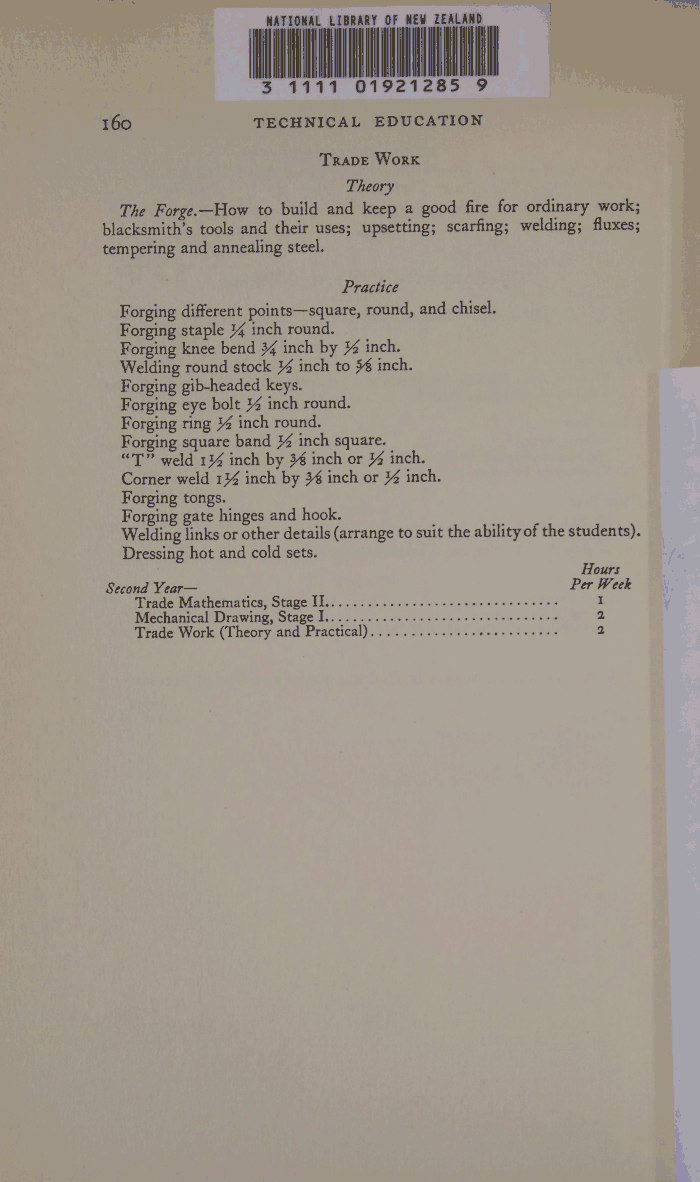 NATIONAL LIBRARY OF NEW ZEALAND
3 1111 01921285 9
160 TECHNICAL EDUCATION
TRADE WORK
Theory
The Forge.—How to build and keep a good fire for ordinary work;
blacksmith's tools and their uses; upsetting; scarfing; welding; fluxes;
tempering and annealing steel.
Practice
Forging different points—square, round, and chisel.
Forging staple ¼ inch round.
Forging knee bend ¾ inch by ½ inch.
Welding round stock ½ inch to ⅝ inch.
Forging gib-headed keys.
Forging eye bolt ½ inch round.
Forging ring ½ inch round.
Forging square band ½ inch square.
“T” weld 1½ inch by ⅜ inch or ½ inch.
Corner weld 1½ inch by ⅜ inch or ½ inch.
Forging tongs.
Forging gate hinges and hook.
Welding links or other details (arrange to suit the ability of the students).
Dressing hot and cold sets.
Hours
Second Year— Per Week
Trade Mathematics, Stage II.............................. 1
Mechanical Drawing, Stage I.............................. 2
Trade Work (Theory and Practical)........................ 2